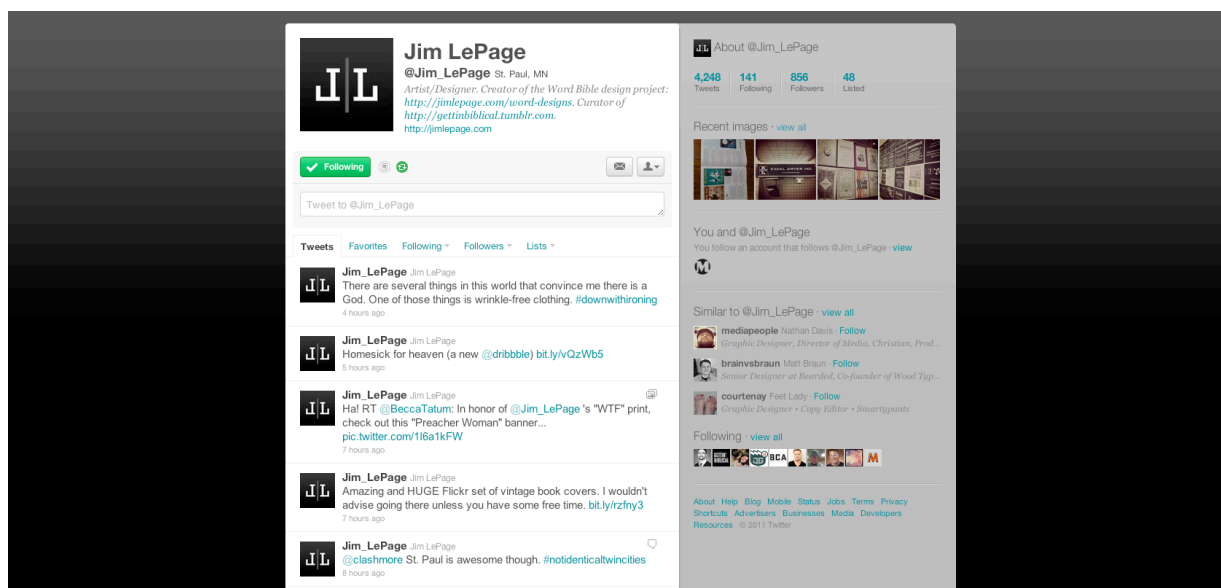 J|L
Jim LePage
@Jim_LePage St. Paul, MN
Artist/Designer. Creator of the Word Bible design project:
http://jimlepage.com/word-designs. Curator of
http://gettinbiblical.tumblr.com.
http://jimlepage.com
Following
Tweet to @Jim_LePage
Tweets Favorites Following Followers Lists
J|L
Jim_LePage Jim LePage
There are several things in this world that convince me there is a
God. One of those things is wrinkle-free clothing. #downwithironing
4 hours ago
J|L
Jim_LePage Jim LePage
Homesick for heaven (a new @dribbble) bit.ly/vQzWb5
5 hours ago
J|L
Jim_LePage Jim LePage
Ha! RT @BeccaTatum: In honor of @Jim_LePage 's "WTF" print,
check out this "Preacher Woman" banner...
pic.twitter.com/1I6a1kFW
7 hours ago
J|L
Jim_LePage Jim LePage
Amazing and HUGE Flickr set of vintage book covers. I wouldn't
advise going there unless you have some free time. bit.ly/rzfny3
7 hours ago
J|L
Jim_LePage Jim LePage
@clashmore St. Paul is awesome though. #notidenticaltwincities
8 hours ago
J|L About @Jim_LePage
4,248 141 856 48
Tweets Following Followers Listed
Recent images · view all
EXCEL DRYER INC.
You and @Jim_LePage
You follow an account that follows @Jim_LePage · view
M
Similar to @Jim_LePage · view all
mediapeople Nathan Davis · Follow
Graphic Designer, Director of Media, Christian, Prod...
brainvsbraun Matt Braun · Follow
Senior Designer at Bearded, Co-founder of Wood Typ...
courtenay Feet Lady · Follow
Graphic Designer • Copy Editor • Smartypants
Following · view all
GETTIN' BIBLICAL BCA M
About Help Blog Mobile Status Jobs Terms Privacy
Shortcuts Advertisers Businesses Media Developers
Resources © 2011 Twitter